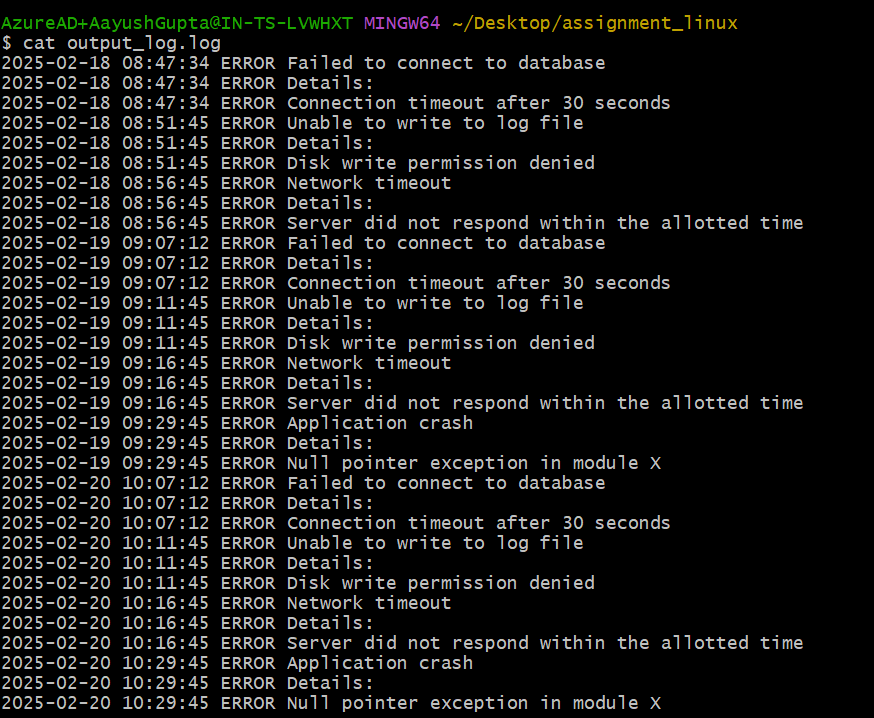 AzureAD+AayushGupta@IN-TS-LVWHXT MINGW64 ~/Desktop/assignment_linux
$ cat output_log.log
2025-02-18 08:47:34 ERROR Failed to connect to database
2025-02-18 08:47:34 ERROR Details:
2025-02-18 08:47:34 ERROR Connection timeout after 30 seconds
2025-02-18 08:51:45 ERROR Unable to write to log file
2025-02-18 08:51:45 ERROR Details:
2025-02-18 08:51:45 ERROR Disk write permission denied
2025-02-18 08:56:45 ERROR Network timeout
2025-02-18 08:56:45 ERROR Details:
2025-02-18 08:56:45 ERROR Server did not respond within the allotted time
2025-02-19 09:07:12 ERROR Failed to connect to database
2025-02-19 09:07:12 ERROR Details:
2025-02-19 09:07:12 ERROR Connection timeout after 30 seconds
2025-02-19 09:11:45 ERROR Unable to write to log file
2025-02-19 09:11:45 ERROR Details:
2025-02-19 09:11:45 ERROR Disk write permission denied
2025-02-19 09:16:45 ERROR Network timeout
2025-02-19 09:16:45 ERROR Details:
2025-02-19 09:16:45 ERROR Server did not respond within the allotted time
2025-02-19 09:29:45 ERROR Application crash
2025-02-19 09:29:45 ERROR Details:
2025-02-19 09:29:45 ERROR Null pointer exception in module X
2025-02-20 10:07:12 ERROR Failed to connect to database
2025-02-20 10:07:12 ERROR Details:
2025-02-20 10:07:12 ERROR Connection timeout after 30 seconds
2025-02-20 10:11:45 ERROR Unable to write to log file
2025-02-20 10:11:45 ERROR Details:
2025-02-20 10:11:45 ERROR Disk write permission denied
2025-02-20 10:16:45 ERROR Network timeout
2025-02-20 10:16:45 ERROR Details:
2025-02-20 10:16:45 ERROR Server did not respond within the allotted time
2025-02-20 10:29:45 ERROR Application crash
2025-02-20 10:29:45 ERROR Details:
2025-02-20 10:29:45 ERROR Null pointer exception in module X